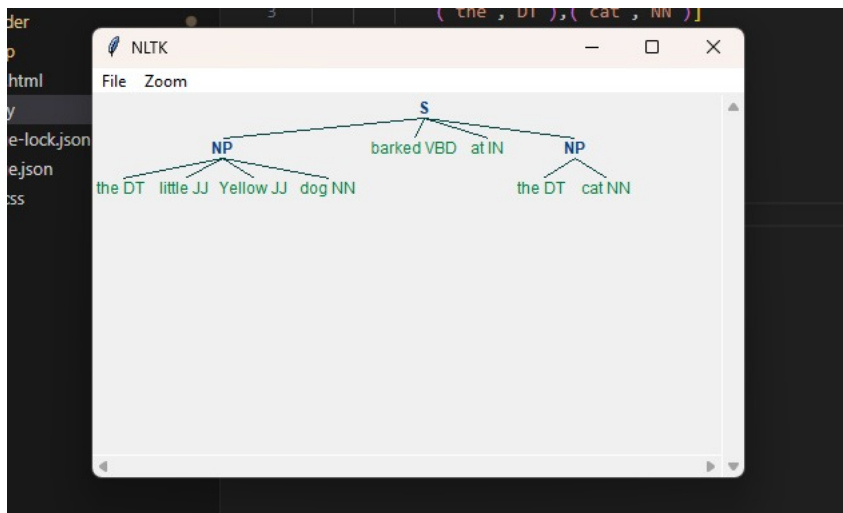 der
3 ( the , DT ),( cat , NN )]
p
NLTK
html
File Zoom
y
S
e-lock.json
NP barked VBD at IN NP
e.json
the DT little JJ Yellow JJ dog NN the DT cat NN
css